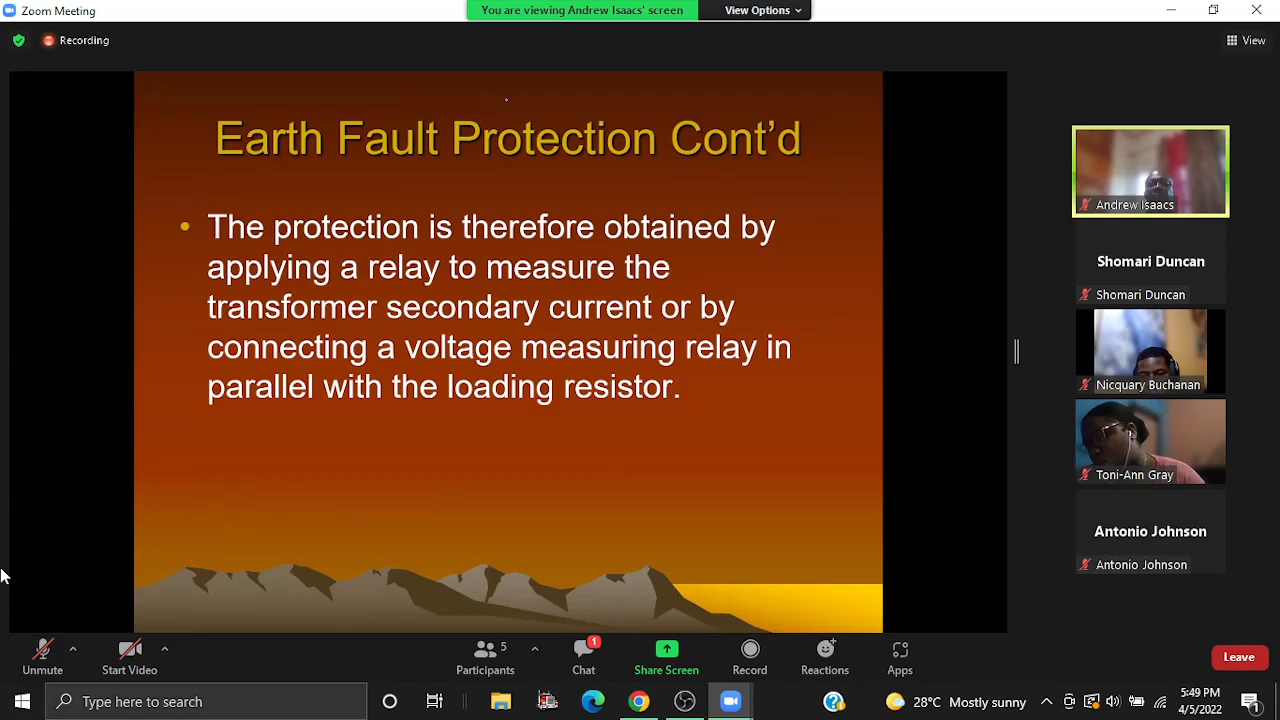 Zoom Meeting
You are viewing Andrew Isaacs' screen
View Options
Recording
View
Earth Fault Protection Cont’d
• The protection is therefore obtained by
applying a relay to measure the
transformer secondary current or by
connecting a voltage measuring relay in
parallel with the loading resistor.
Andrew Isaacs
Shomari Duncan
Shomari Duncan
Nicquary Buchanan
Toni-Ann Gray
Antonio Johnson
Antonio Johnson
Unmute
Start Video
5
Participants
1
Chat
Share Screen
Record
Reactions
Apps
Leave
Type here to search
28°C Mostly sunny
5:49 PM
4/5/2022
1